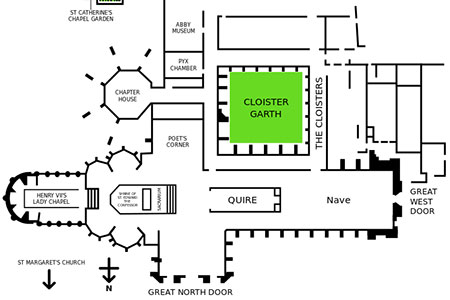 ST CATHERINE'S
CHAPEL GARDEN
ABBY
MUSEUM
PYX
CHAMBER
CHAPTER
HOUSE
CLOISTER
GARTH
THE CLOISTERS
POET'S
CORNER
HENRY VII'S
LADY CHAPEL
SHRINE OF
ST EDWARD
THE
CONFESSOR
SACRARIUM
QUIRE
Nave
GREAT
WEST
DOOR
ST MARGARET'S CHURCH
N
GREAT NORTH DOOR